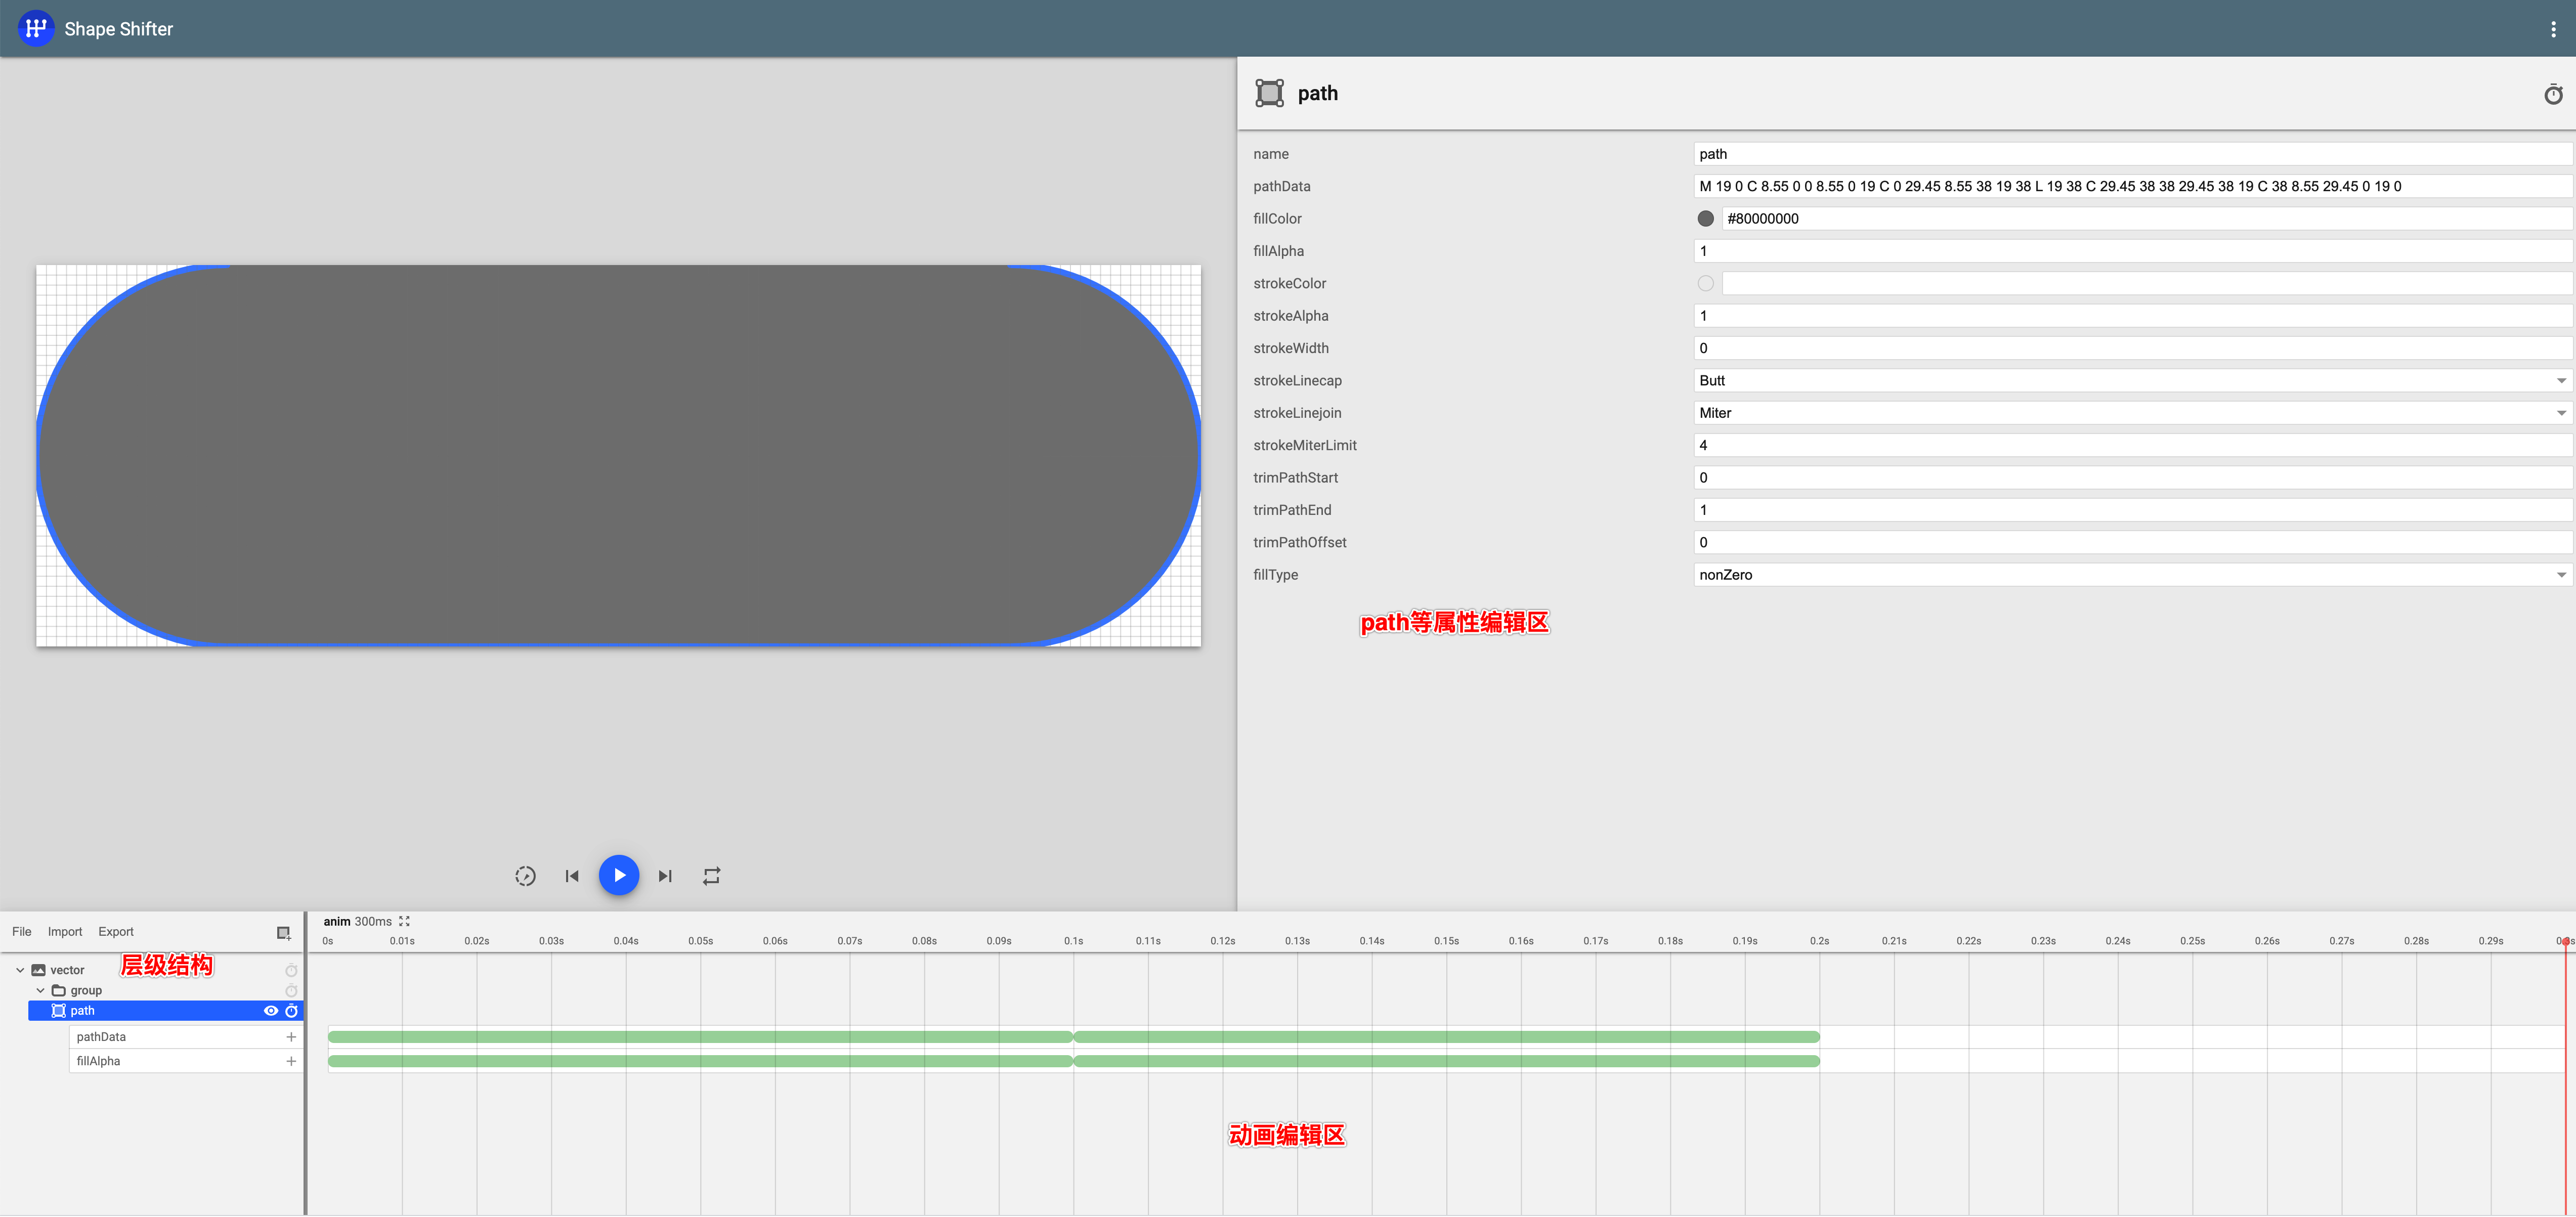 Shape Shifter
path
name
path
pathData
M 19 0 C 8.55 0 0 8.55 0 19 C 0 29.45 8.55 38 19 38 L 19 38 C 29.45 38 38 29.45 38 19 C 38 8.55 29.45 0 19 0
fillColor
#80000000
fillAlpha
1
strokeColor
strokeAlpha
1
strokeWidth
0
strokeLinecap
Butt
strokeLinejoin
Miter
strokeMiterLimit
4
trimPathStart
0
trimPathEnd
1
trimPathOffset
0
fillType
nonZero
path等属性编辑区
File Import Export
anim 300ms
0s 0.01s 0.02s 0.03s 0.04s 0.05s 0.06s 0.07s 0.08s 0.09s 0.1s 0.11s 0.12s 0.13s 0.14s 0.15s 0.16s 0.17s 0.18s 0.19s 0.2s 0.21s 0.22s 0.23s 0.24s 0.25s 0.26s 0.27s 0.28s 0.29s 0.3s
层级结构
vector
group
path
pathData
fillAlpha
动画编辑区